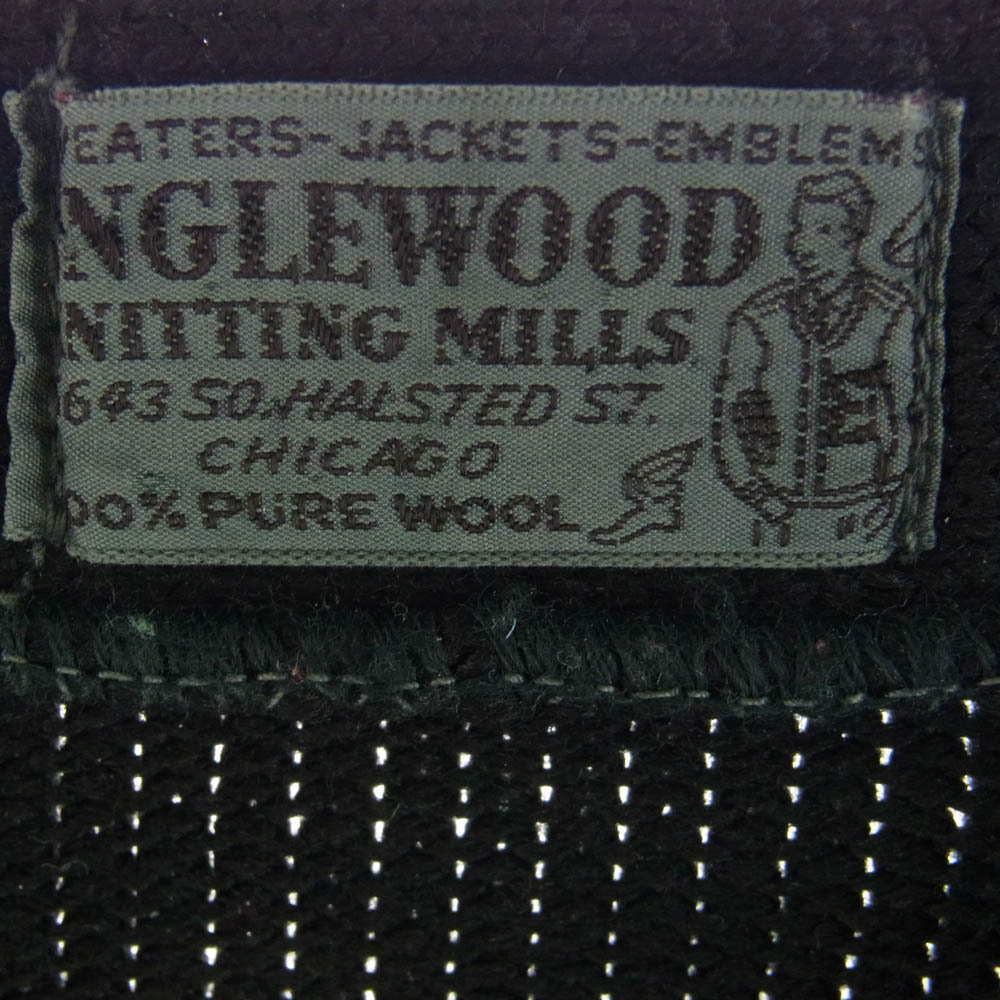 EATERS-JACKETS-EMBLEMS
NGLEWOOD
NITTING MILLS
643 SO. HALSTED ST.
CHICAGO
00% PURE WOOL